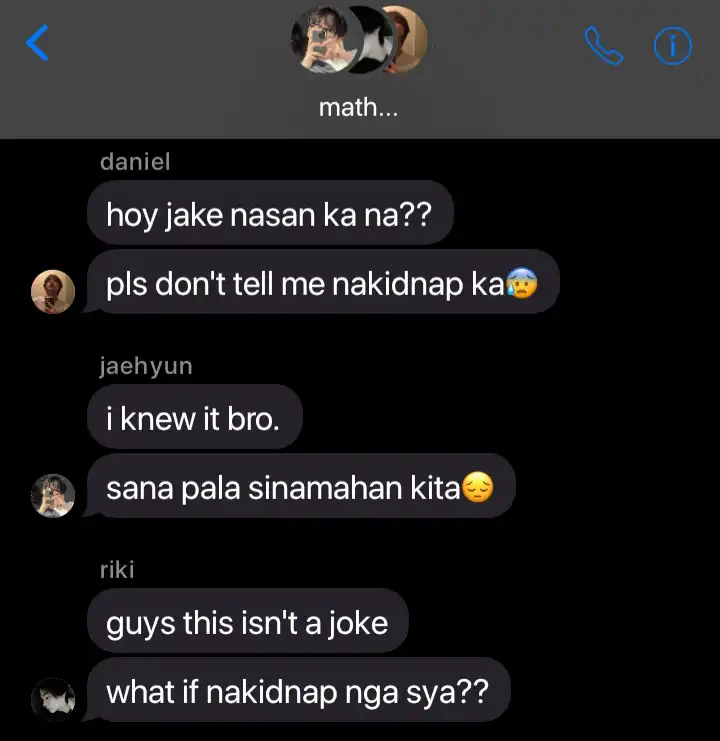 math...
daniel
hoy jake nasan ka na??
pls don't tell me nakidnap ka😰
jaehyun
i knew it bro.
sana pala sinamahan kita😔
riki
guys this isn't a joke
what if nakidnap nga sya??